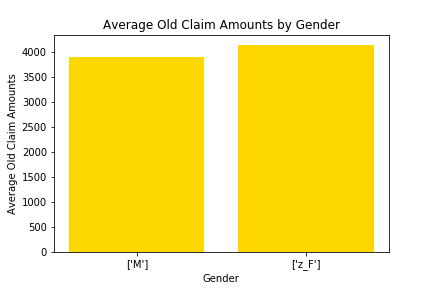 Average Old Claim Amounts by Gender
Average Old Claim Amounts
4000
3500
3000
2500
2000
1500
1000
500
0
['M']
['z_F']
Gender